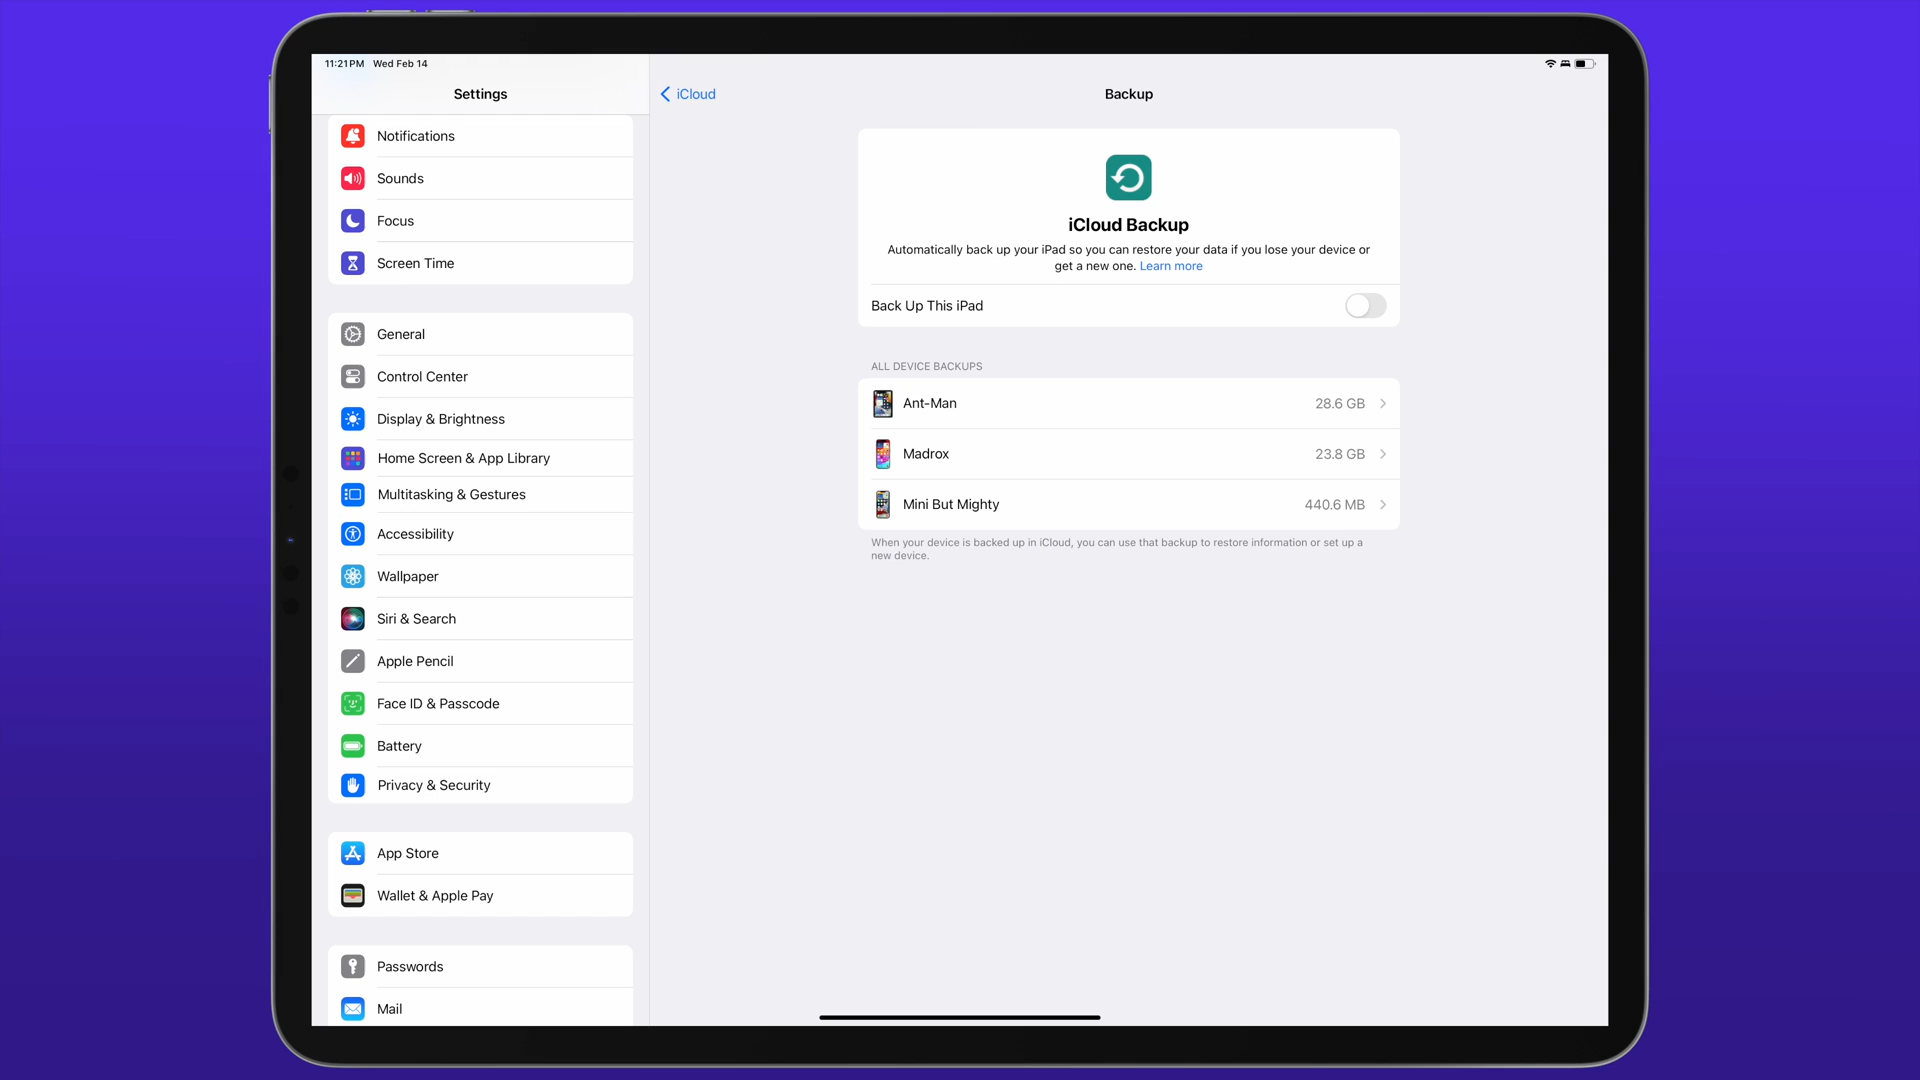 11:21 PM Wed Feb 14
Settings
Notifications
Sounds
Focus
Screen Time
General
Control Center
Display & Brightness
Home Screen & App Library
Multitasking & Gestures
Accessibility
Wallpaper
Siri & Search
Apple Pencil
Face ID & Passcode
Battery
Privacy & Security
App Store
Wallet & Apple Pay
Passwords
Mail
iCloud
Backup
iCloud Backup
Automatically back up your iPad so you can restore your data if you lose your device or
get a new one. Learn more
Back Up This iPad
ALL DEVICE BACKUPS
Ant-Man 28.6 GB
Madrox 23.8 GB
Mini But Mighty 440.6 MB
When your device is backed up in iCloud, you can use that backup to restore information or set up a
new device.